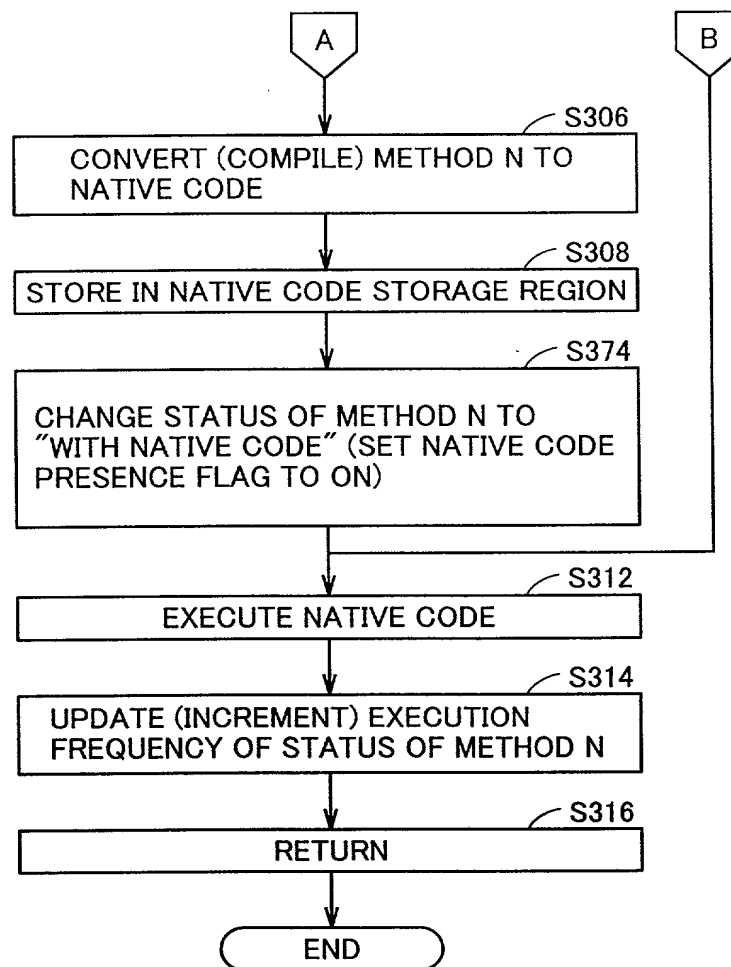 A
B
S306
CONVERT (COMPILE) METHOD N TO
NATIVE CODE
S308
STORE IN NATIVE CODE STORAGE REGION
S374
CHANGE STATUS OF METHOD N TO
"WITH NATIVE CODE" (SET NATIVE CODE
PRESENCE FLAG TO ON)
S312
EXECUTE NATIVE CODE
S314
UPDATE (INCREMENT) EXECUTION
FREQUENCY OF STATUS OF METHOD N
S316
RETURN
END